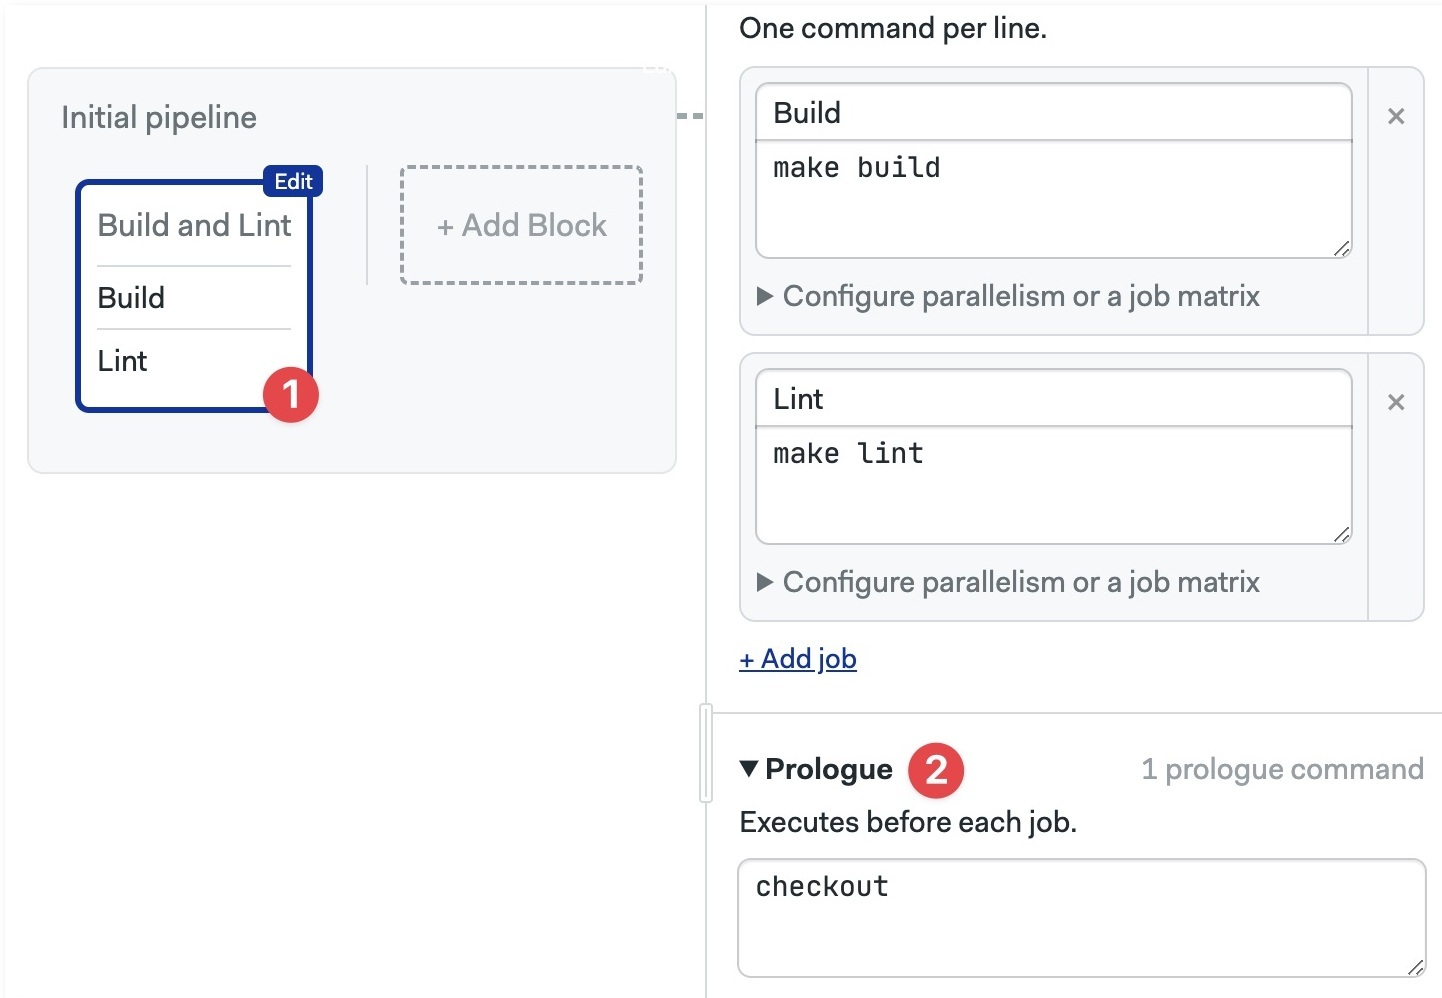 Initial pipeline
Edit
Build and Lint
Build
Lint
1
+ Add Block
One command per line.
Build
make build
Configure parallelism or a job matrix
Lint
make lint
Configure parallelism or a job matrix
+ Add job
Prologue
2
1 prologue command
Executes before each job.
checkout